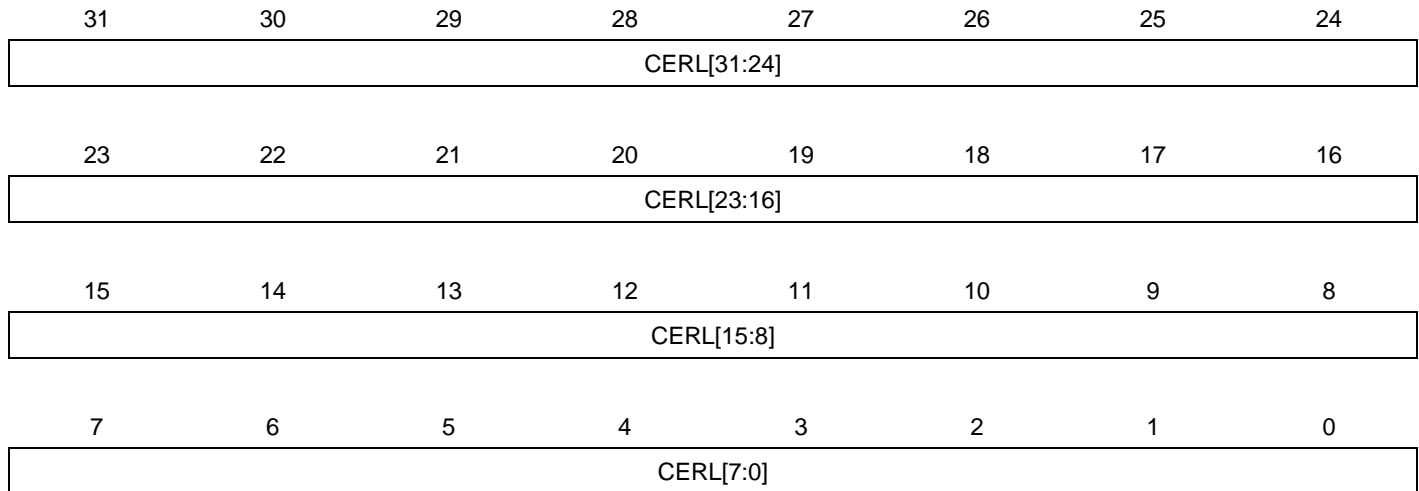 31 30 29 28 27 26 25 24
CERL[31:24]
23 22 21 20 19 18 17 16
CERL[23:16]
15 14 13 12 11 10 9 8
CERL[15:8]
7 6 5 4 3 2 1 0
CERL[7:0]